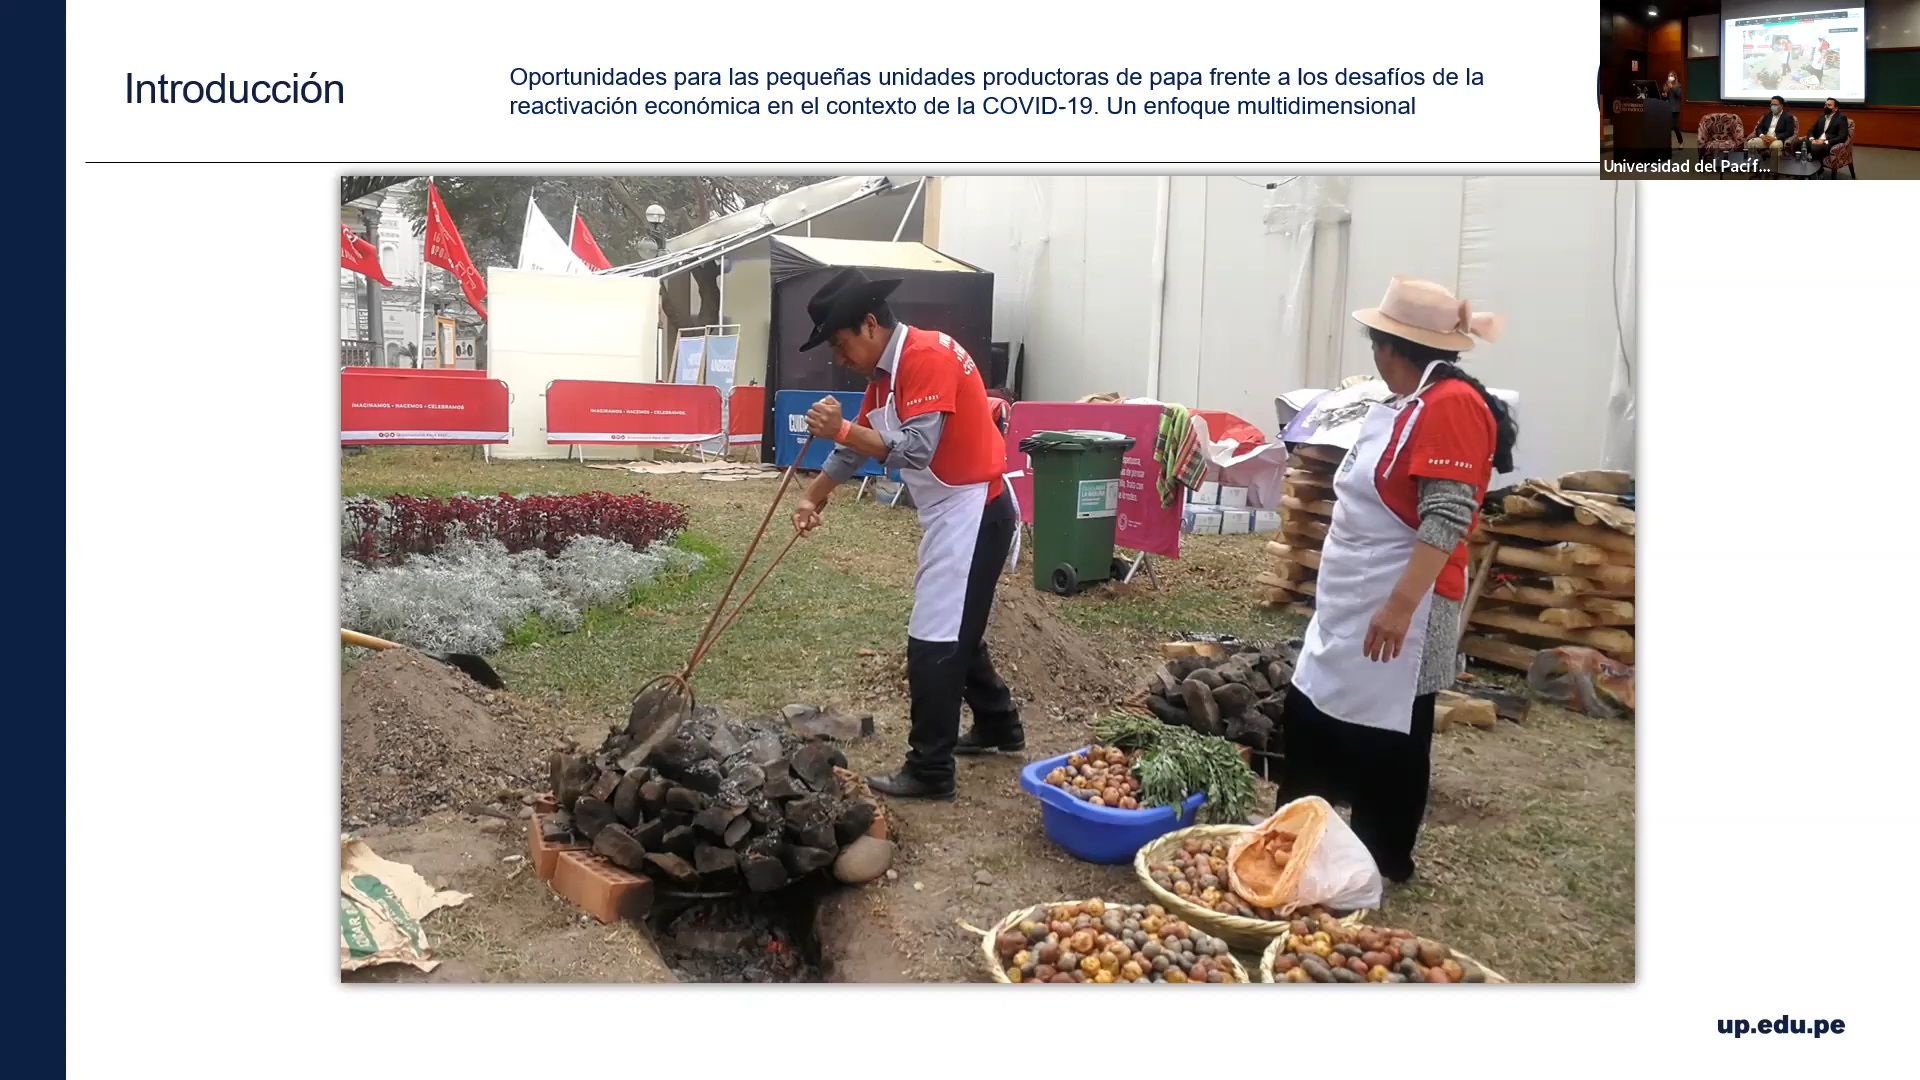 Introducción
Oportunidades para las pequeñas unidades productoras de papa frente a los desafíos de la
reactivación económica en el contexto de la COVID-19. Un enfoque multidimensional
Universidad del Pacíf...
IMAGINAMOS • HACEMOS • CELEBRAMOS
IMAGINAMOS • HACEMOS • CELEBRAMOS
PERU 2021
PERU 2021
up.edu.pe